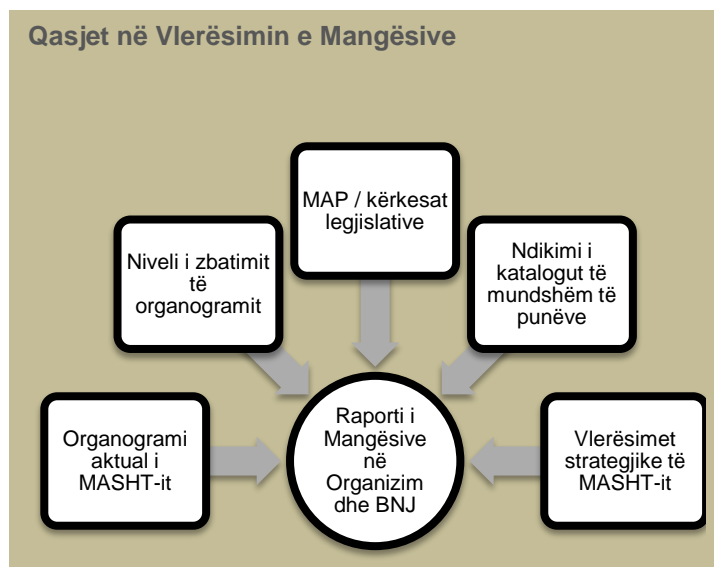 Qasjet në Vlerësimin e Mangësive
MAP / kërkesat
legjislative
Niveli i zbatimit
të
organogramit
Ndikimi i
katalogut të
mundshëm të
punëve
Organogrami
aktual i
MASHT-it
Raporti i
Mangësive
në
Organizim
dhe BNJ
Vlerësimet
strategjike të
MASHT-it